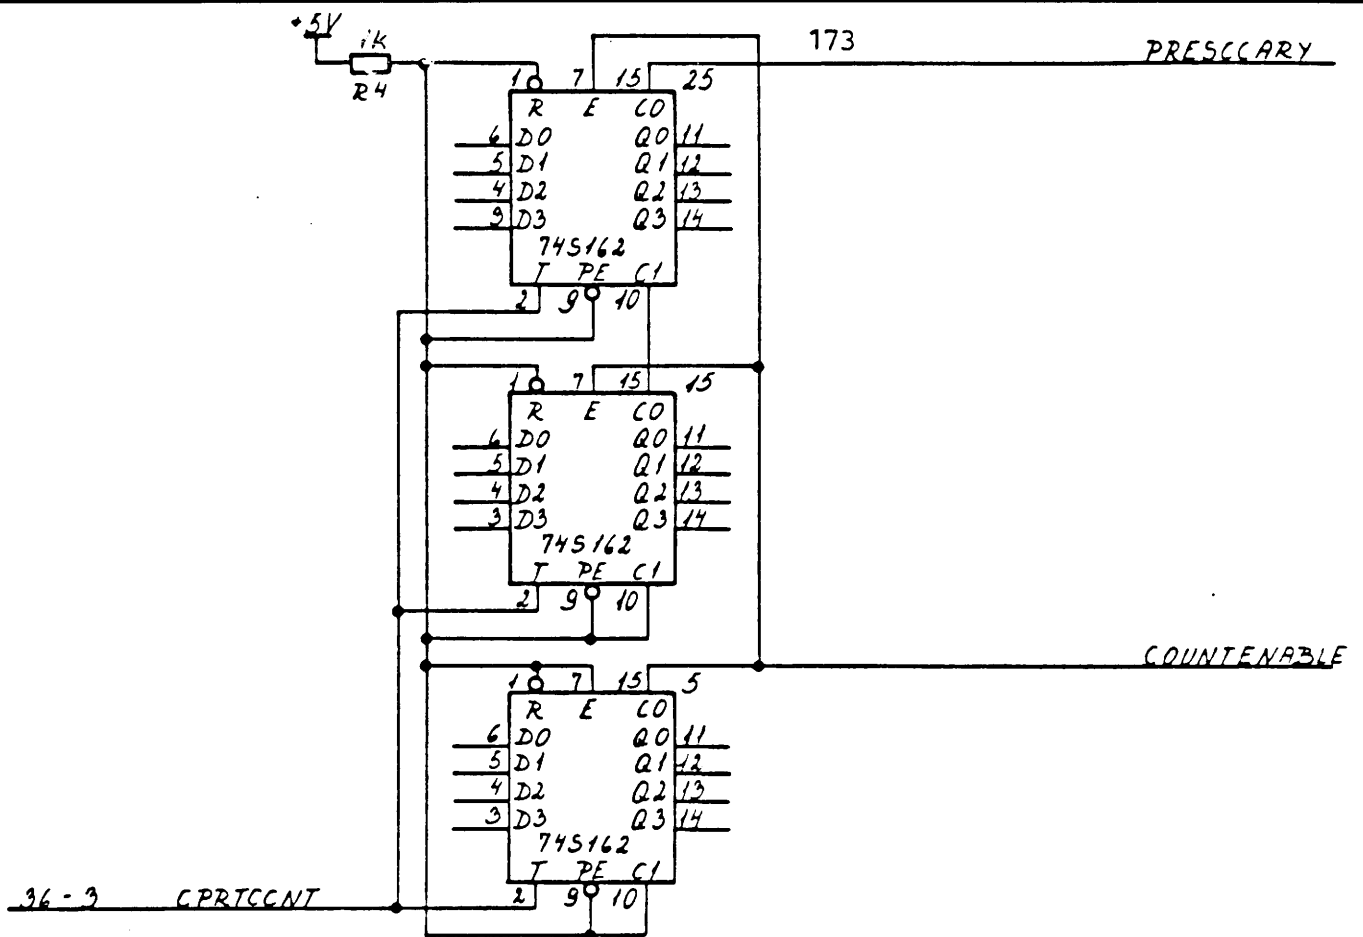 +5V
1K
R4
173
PRESCCARY
1 7 15 25
R E CO
6 D0 Q0 11
5 D1 Q1 12
4 D2 Q2 13
9 D3 Q3 14
74S162
T PE C1
2 9 10
1 7 15 15
R E CO
6 D0 Q0 11
5 D1 Q1 12
4 D2 Q2 13
3 D3 Q3 14
74S162
T PE C1
2 9 10
COUNTENABLE
1 7 15 5
R E CO
6 D0 Q0 11
5 D1 Q1 12
4 D2 Q2 13
3 D3 Q3 14
74S162
T PE C1
36-3 CPRTCCNT 2 9 10